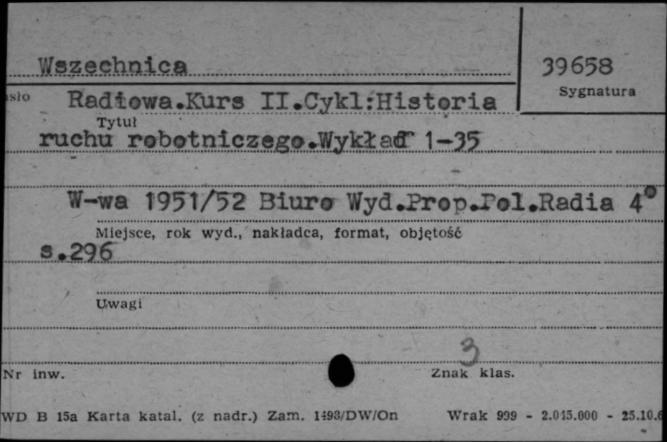 Wszechnica
39658
Sygnatura
Radiowa.Kurs II.Cykl:Historia
Tytuł
ruchu robotniczego.Wykład 1-35
W-wa 1951/52 Biuro Wyd.Prop.Pol.Radia 4°
Miejsce, rok wyd., nakładca, format, objętość
s.296
Uwagi
3
Nr inw.
Znak klas.
WD B 15a Karta katal. (z nadr.) Zam. 1493/DW/On Wrak 999 - 2.015.000 - 25.10.